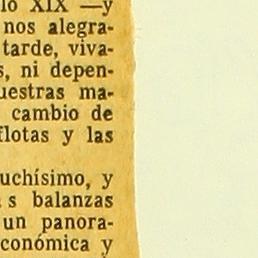 lo XIX —y
nos alegra-
tarde, viva-
s, ni depen-
uestras ma-
cambio de
flotas y las
uchísimo, y
s balanzas
un panora-
conómica y